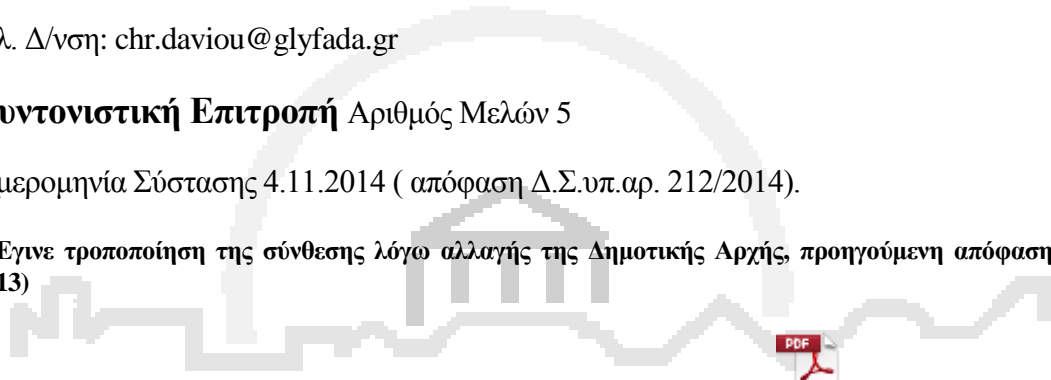 λ. Δ/νση: chr.daviou@glyfada.gr
υντονιστική Επιτροπή Αριθμός Μελών 5
μερομηνία Σύστασης 4.11.2014 ( απόφαση Δ.Σ.υπ.αρ. 212/2014).
Έγινε τροποποίηση της σύνθεσης λόγω αλλαγής της Δημοτικής Αρχής, προηγούμενη απόφαση
13)
PDF